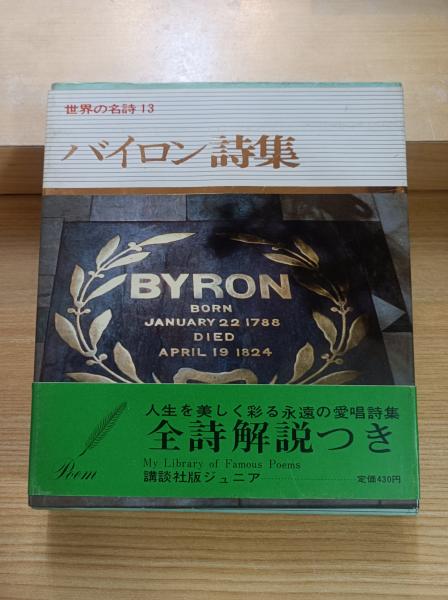 世界の名詩13
バイロン詩集
BYRON
BORN
JANUARY 22 1788
DIED
APRIL 19 1824
人生を美しく彩る永遠の愛唱詩集
全詩解説つき
My Library of Famous Poems
Poem
講談社版ジュニア
定価430円